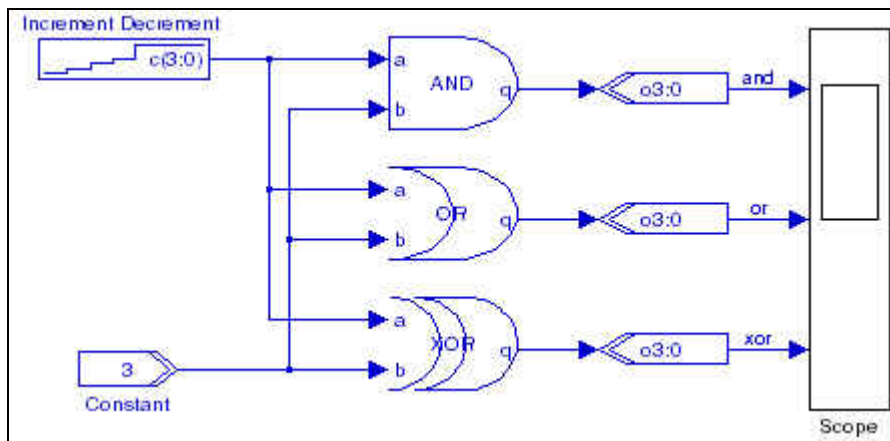 Increment Decrement
c(3:0)
a
AND
q
b
o3:0
and
a
OR
q
b
o3:0
or
a
XOR
q
b
o3:0
xor
3
Constant
Scope